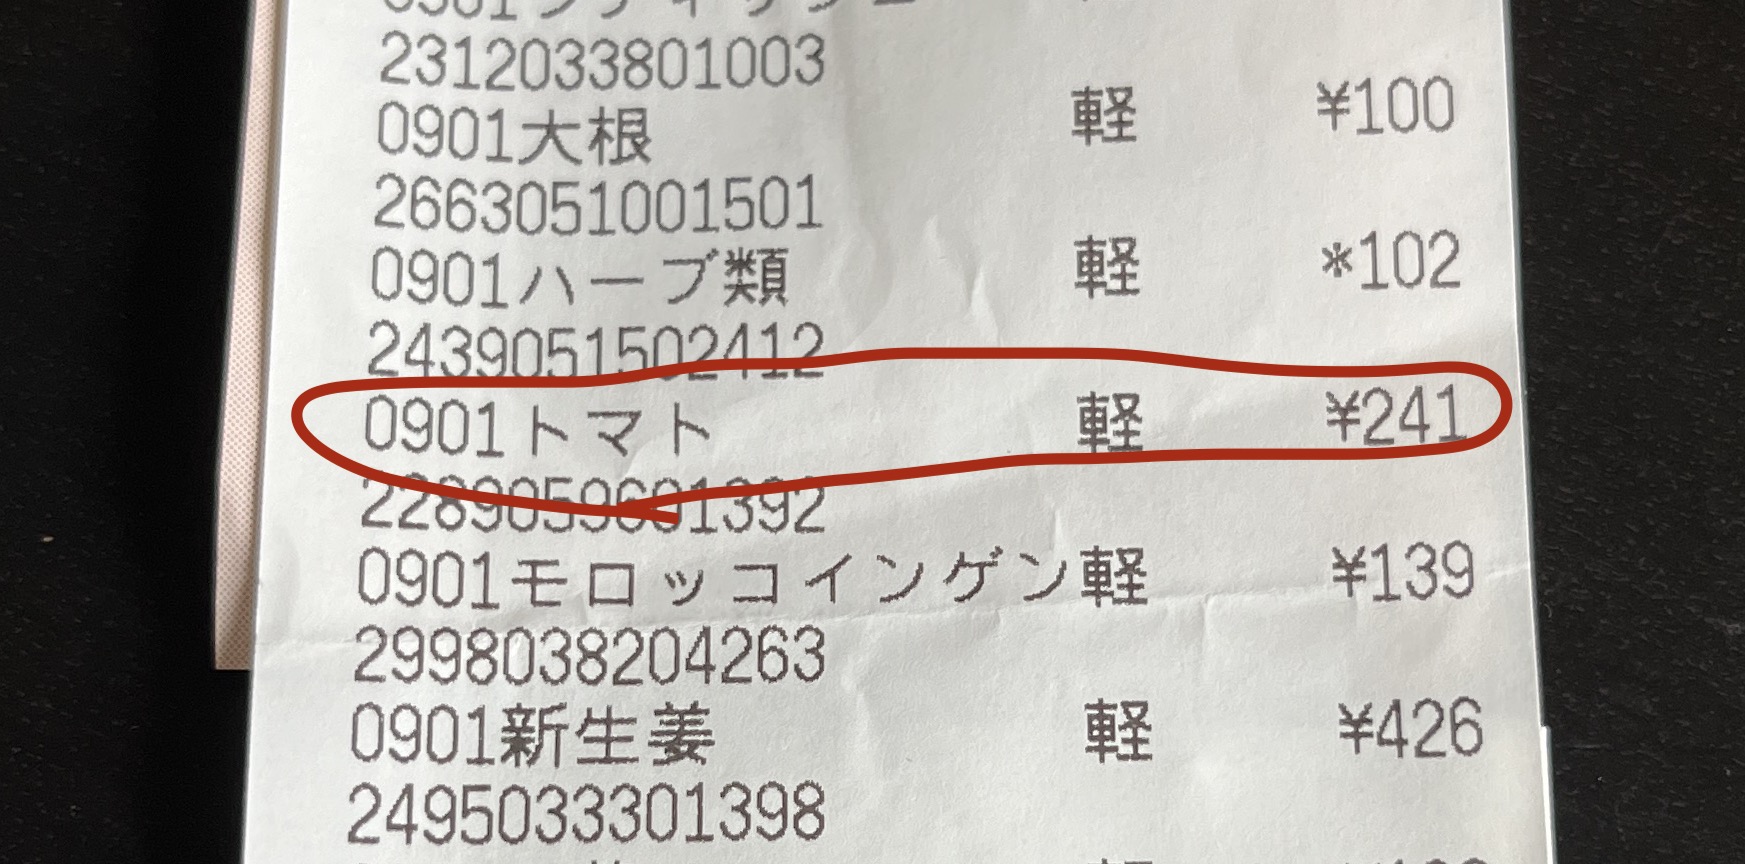 2312033801003
0901大根 軽 ¥100
2663051001501
0901ハーブ類 軽 *102
2439051502412
0901トマト 軽 ¥241
2289059601392
0901モロッコインゲン軽 ¥139
2998038204263
0901新生姜 軽 ¥426
2495033301398